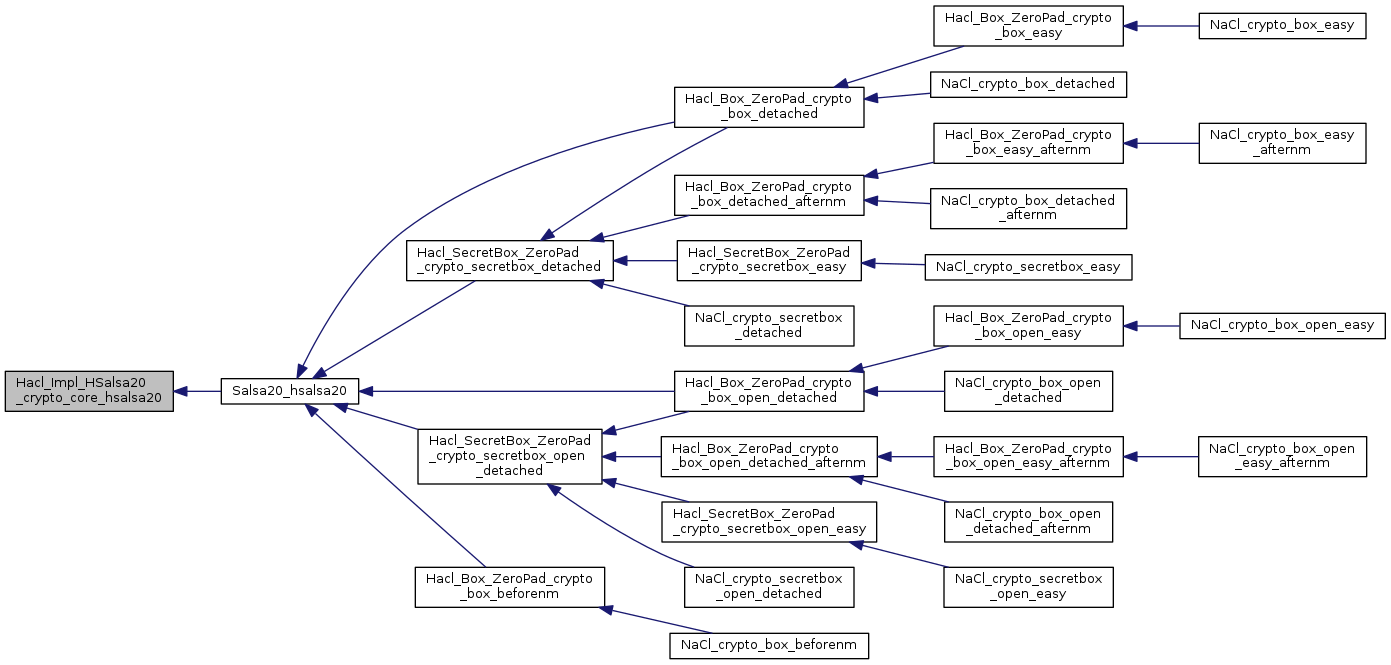 Hacl_Impl_HSalsa20
_crypto_core_hsalsa20
Salsa20_hsalsa20
Hacl_SecretBox_ZeroPad
_crypto_secretbox_detached
Hacl_SecretBox_ZeroPad
_crypto_secretbox_open
_detached
Hacl_Box_ZeroPad_crypto
_box_beforenm
Hacl_Box_ZeroPad_crypto
_box_detached
Hacl_Box_ZeroPad_crypto
_box_detached_afternm
Hacl_SecretBox_ZeroPad
_crypto_secretbox_easy
NaCl_crypto_secretbox
_detached
Hacl_Box_ZeroPad_crypto
_box_open_detached
Hacl_Box_ZeroPad_crypto
_box_open_detached_afternm
Hacl_SecretBox_ZeroPad
_crypto_secretbox_open_easy
NaCl_crypto_secretbox
_open_detached
NaCl_crypto_box_beforenm
Hacl_Box_ZeroPad_crypto
_box_easy
NaCl_crypto_box_detached
Hacl_Box_ZeroPad_crypto
_box_easy_afternm
NaCl_crypto_box_detached
_afternm
NaCl_crypto_secretbox_easy
Hacl_Box_ZeroPad_crypto
_box_open_easy
NaCl_crypto_box_open
_detached
Hacl_Box_ZeroPad_crypto
_box_open_easy_afternm
NaCl_crypto_box_open
_detached_afternm
NaCl_crypto_secretbox
_open_easy
NaCl_crypto_box_easy
NaCl_crypto_box_easy
_afternm
NaCl_crypto_box_open_easy
NaCl_crypto_box_open
_easy_afternm